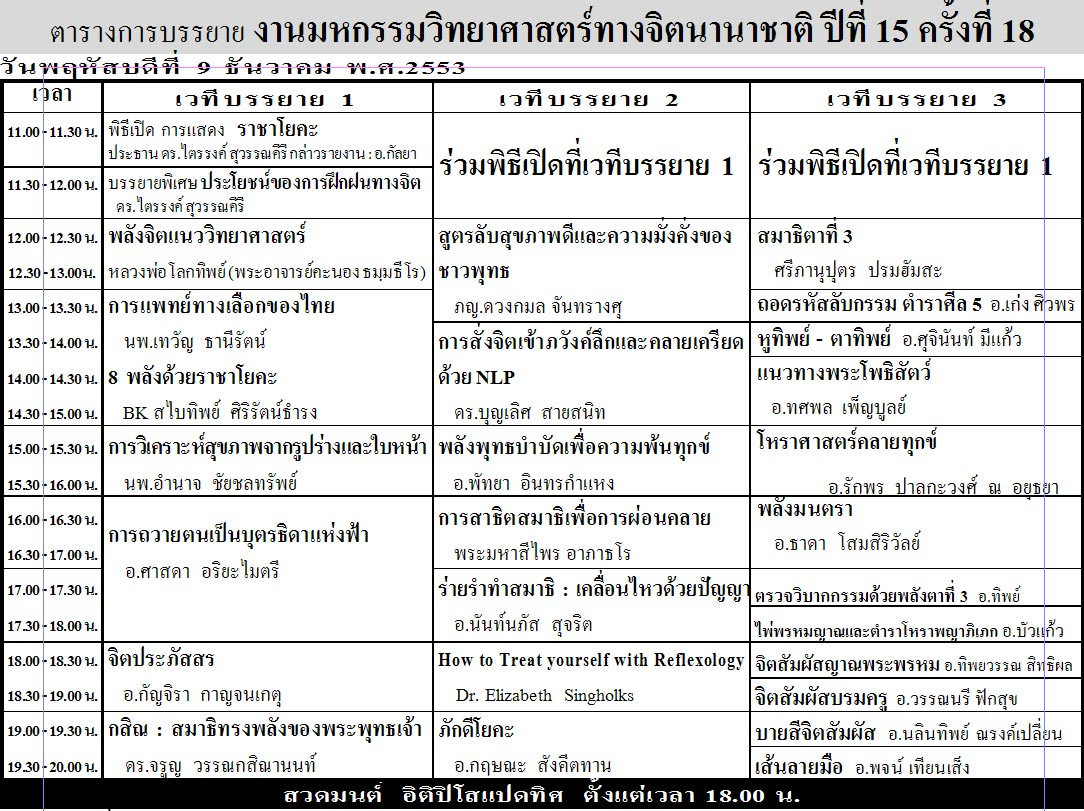 ตารางการบรรยาย งานมหกรรมวิทยาศาสตร์ทางจิตนานาชาติ ปีที่ 15 ครั้งที่ 18
วันพฤหัสบดีที่ 9 ธันวาคม พ.ศ.2553
เวลา
เวทีบรรยาย 1
เวทีบรรยาย 2
เวทีบรรยาย 3
11.00 - 11.30 น.
11.30 - 12.00 น.
12.00 - 12.30 น.
12.30 -13.00น.
13.00 - 13.30 น.
13.30 - 14.00 น.
14.00 - 14.30 น.
14.30 - 15.00 น.
15.00 - 15.30 น.
15.30 - 16.00 น.
16.00 - 16.30 น.
16.30 - 17.00 น.
17.00 - 17.30 น.
17.30 - 18.00 น.
18.00 - 18.30 น.
18.30 - 19.00 น.
19.00 - 19.30 น.
19.30 - 20.00 น.
พิธีเปิด การแสดง ราชาโยคะ
ประธาน ดร.ไตรรงค์ สุวรรณคีรี กล่าวรายงาน : อ.กัลยา
บรรยายพิเศษ ประโยชน์ของการฝึกฝนทางจิต
ดร.ไตรรงค์ สุวรรณคีรี
พลังจิตแนววิทยาศาสตร์
หลวงพ่อโลกทิพย์ (พระอาจารย์คะนอง ธมฺมธีโร)
การแพทย์ทางเลือกของไทย
นพ.เทวัญ ธานีรัตน์
8 พลังด้วยราชาโยคะ
BK สไบทิพย์ ศิริรัตน์ธำรง
การวิเคราะห์สุขภาพจากรูปร่างและใบหน้า
นพ.อำนาจ ชัยชลทรัพย์
การถวายตนเป็นบุตรธิดาแห่งฟ้า
อ.ศาสดา อริยะไมตรี
จิตประภัสสร
อ.กัญจิรา กาญจนเกตุ
กสิณ : สมาธิทรงพลังของพระพุทธเจ้า
ดร.จรูญ วรรณกสิณานนท์
ร่วมพิธีเปิดที่เวทีบรรยาย 1
สูตรลับสุขภาพดีและความมั่งคั่งของ
ชาวพุทธ
ภญ.ดวงกมล จันทรางศุ
การสั่งจิตเข้าภวังค์ลึกและคลายเครียด
ด้วย NLP
ดร.บุญเลิศ สายสนิท
พลังพุทธบำบัดเพื่อความพ้นทุกข์
อ.พัทยา อินทรกำแหง
การสาธิตสมาธิเพื่อการผ่อนคลาย
พระมหาสีไพร อาภาธโร
ร่ายรำทำสมาธิ : เคลื่อนไหวด้วยปัญญา
อ.นันท์นภัส สุจริต
How to Treat yourself with Reflexology
Dr. Elizabeth Singholks
ภักดีโยคะ
อ.กฤษณะ สังคีตทาน
ร่วมพิธีเปิดที่เวทีบรรยาย 1
สมาธิตาที่ 3
ศรีภานุปุตร ปรมฮัมสะ
ถอดรหัสลับกรรม ตำราศีล 5 อ.เก่ง ศิวพร
หูทิพย์ - ตาทิพย์ อ.ศุจินันท์ มีแก้ว
แนวทางพระโพธิสัตว์
อ.ทศพล เพ็ญบูลย์
โหราศาสตร์คลายทุกข์
อ.รักพร ปาลกะวงศ์ ณ อยุธยา
พลังมนตรา
อ.ธาดา โสมสิริวัลย์
ตรวจวิบากกรรมด้วยพลังตาที่ 3 อ.ทิพย์
ไพ่พรหมญาณและตำราโหราพญาภิเภก อ.บัวแก้ว
จิตสัมผัสญาณพระพรหม อ.ทิพยวรรณ สิทธิผล
จิตสัมผัสบรมครู อ.วรรณนรี ฟักสุข
บายสีจิตสัมผัส อ.นลินทิพย์ ณรงค์เปลี่ยน
เส้นลายมือ อ.พจน์ เทียนเส็ง
สวดมนต์ อิติปิโสแปดทิศ ตั้งแต่เวลา 18.00 น.